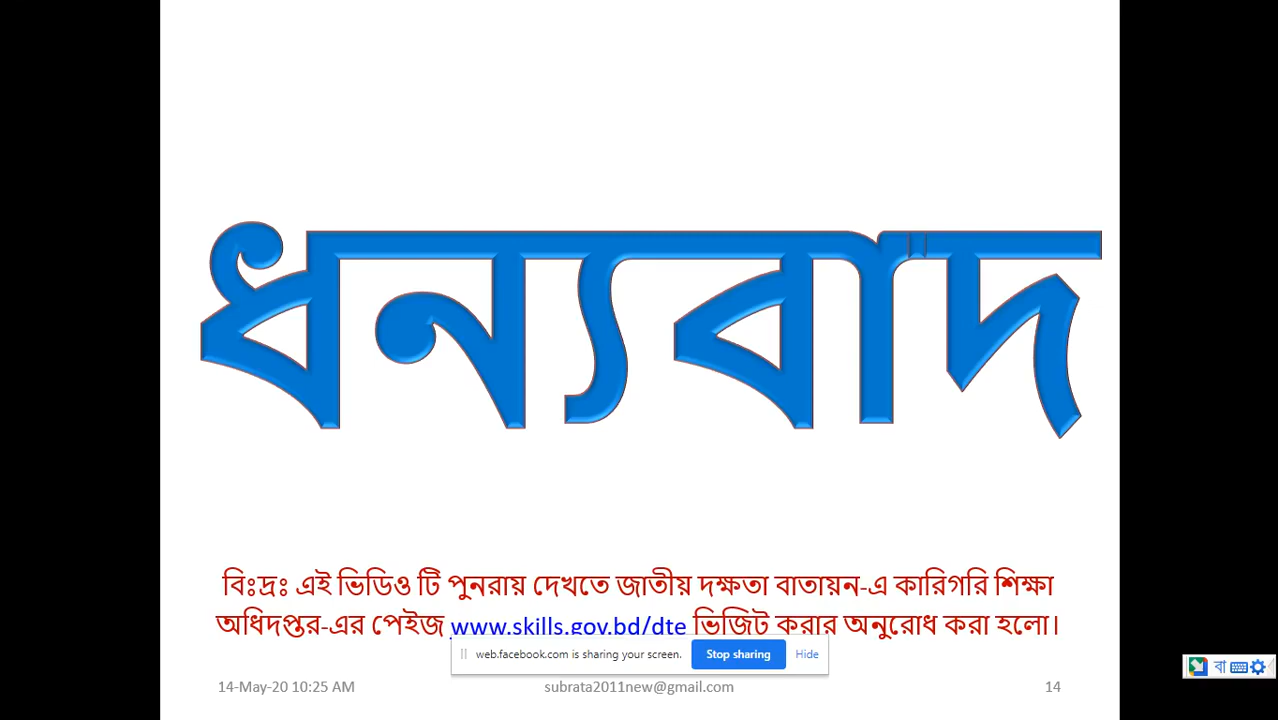 ধন্যবাদ
বিঃদ্রঃ এই ভিডিও টি পুনরায় দেখতে জাতীয় দক্ষতা বাতায়ন-এ কারিগরি শিক্ষা
অধিদপ্তর-এর পেইজ www.skills.gov.bd/dte ভিজিট করার অনুরোধ করা হলো।
web.facebook.com is sharing your screen. Stop sharing Hide
বা
14-May-20 10:25 AM subrata2011new@gmail.com 14